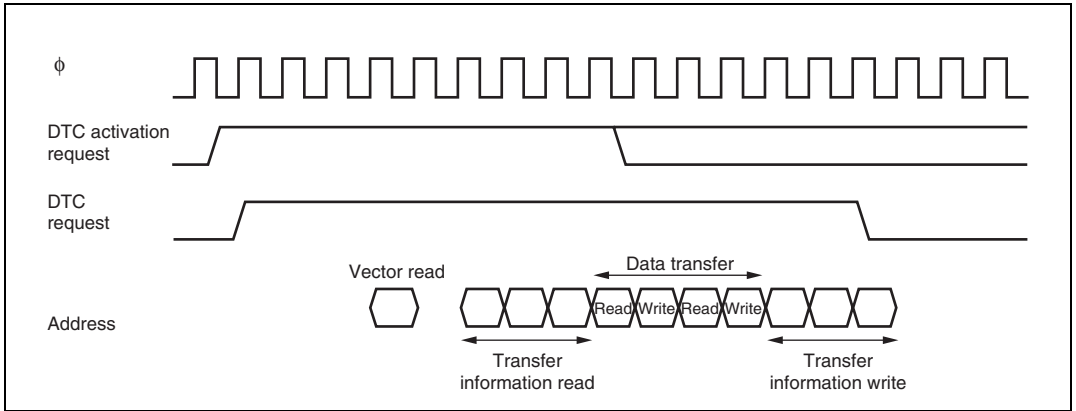 ϕ
DTC activation
request
DTC
request
Vector read
Data transfer
Address
Read Write Read Write
Transfer
information read
Transfer
information write